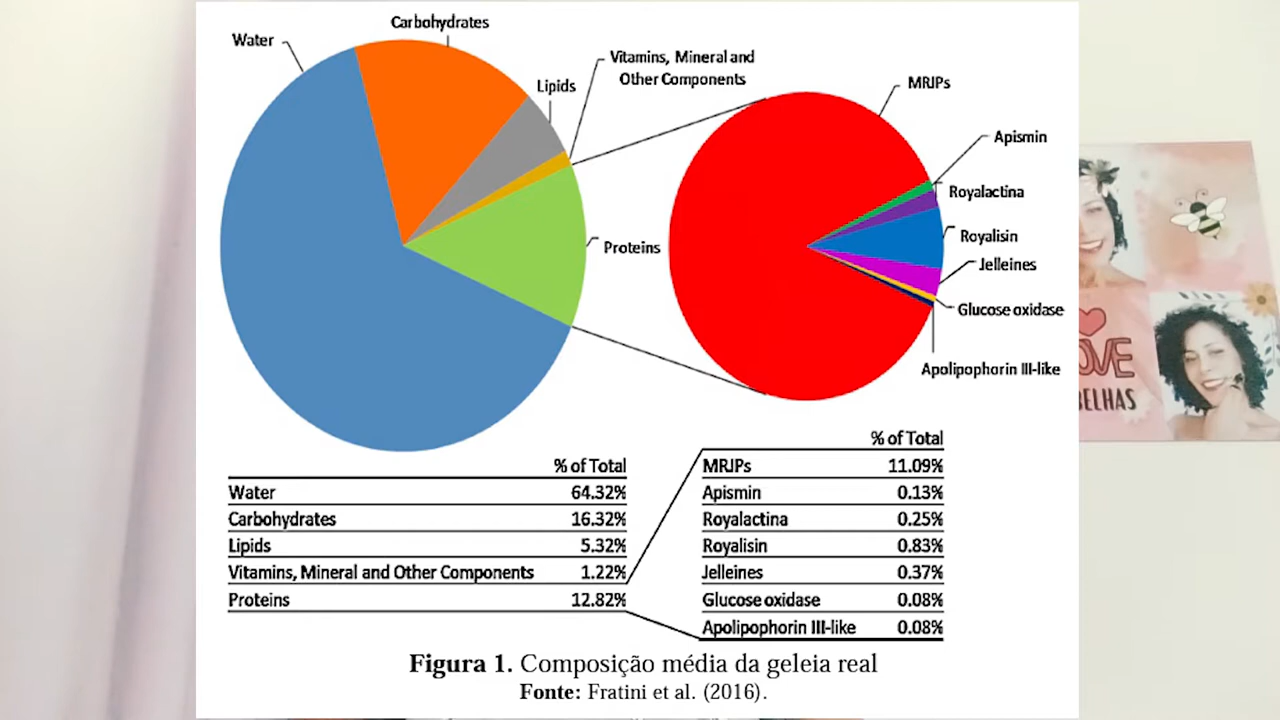 Carbohydrates
Water
Vitamins, Mineral and
Other Components
Lipids
MRJPs
Apismin
Royalactina
Royalisin
Proteins
Jelleines
Glucose oxidase
Apolipophorin III-like
% of Total
Water 64.32%
Carbohydrates 16.32%
Lipids 5.32%
Vitamins, Mineral and Other Components 1.22%
Proteins 12.82%
% of Total
MRJPs 11.09%
Apismin 0.13%
Royalactina 0.25%
Royalisin 0.83%
Jelleines 0.37%
Glucose oxidase 0.08%
Apolipophorin III-like 0.08%
Figura 1. Composição média da geleia real
Fonte: Fratini et al. (2016).
OVE
BELHAS